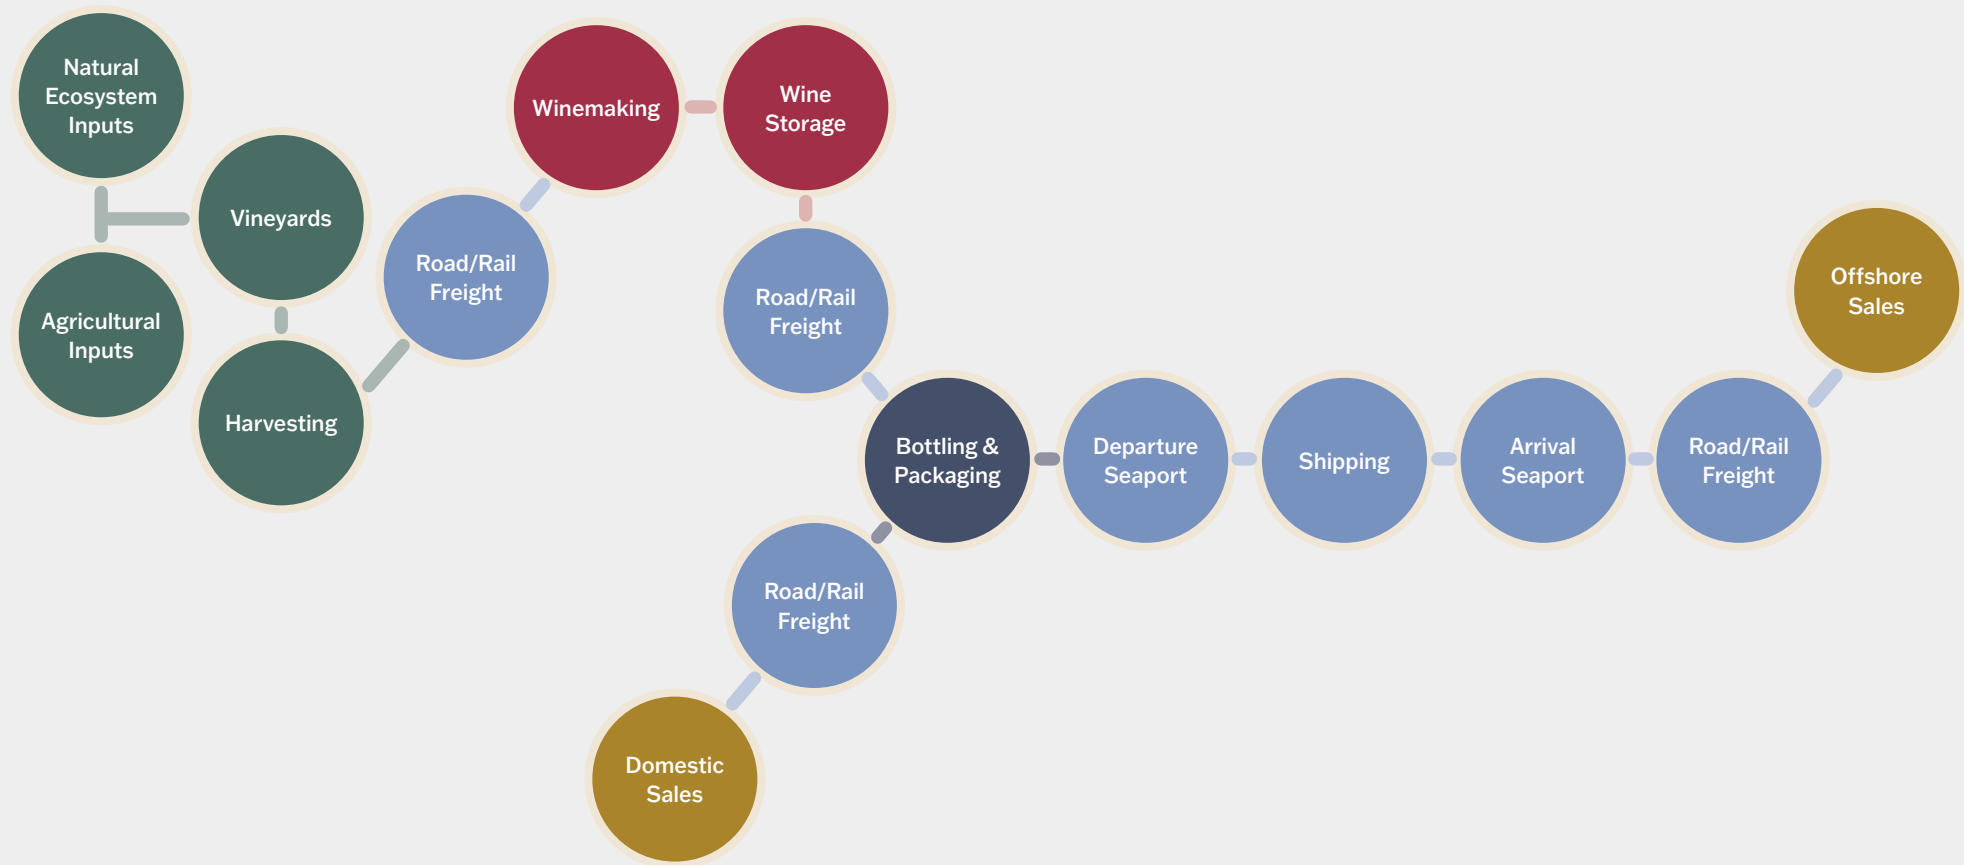 Natural
Ecosystem
Inputs
Agricultural
Inputs
Vineyards
Harvesting
Road/Rail
Freight
Winemaking
Wine
Storage
Road/Rail
Freight
Bottling &
Packaging
Departure
Seaport
Shipping
Arrival
Seaport
Road/Rail
Freight
Offshore
Sales
Road/Rail
Freight
Domestic
Sales